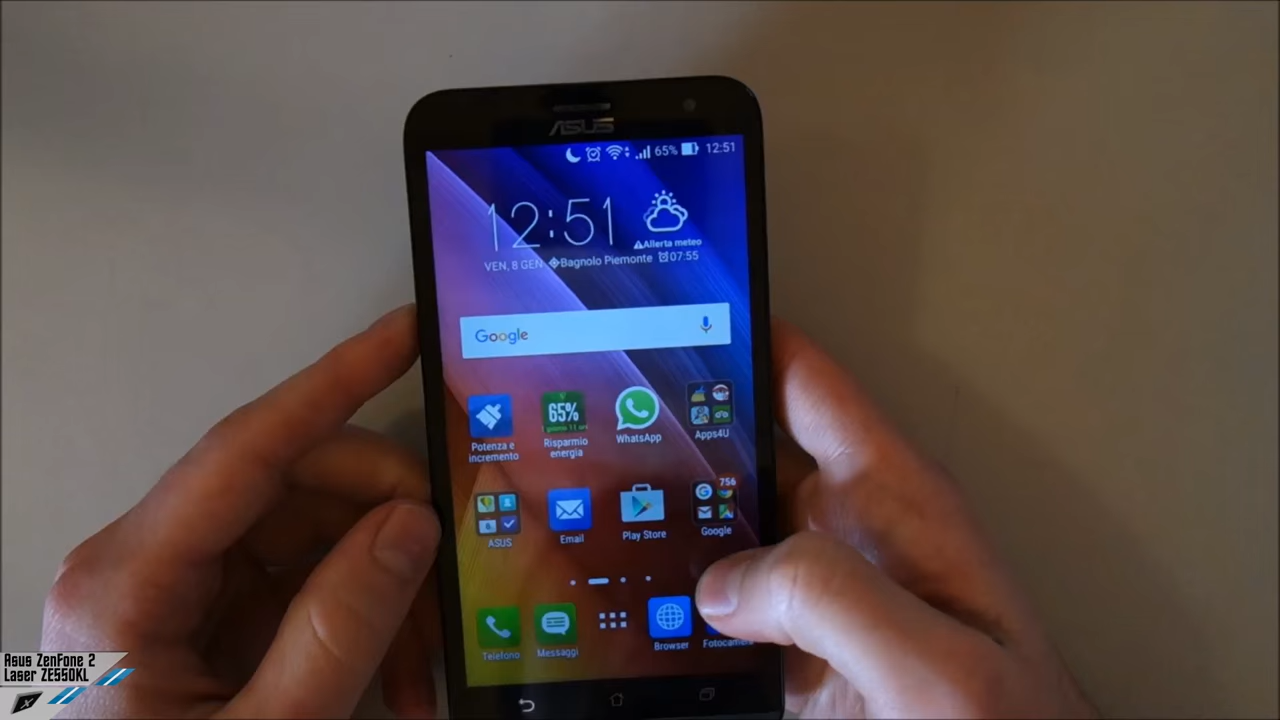 ASUS
65% 12:51
12:51
Allerta meteo
VEN, 8 GEN Bagnolo Piemonte 07:55
Google
65%
Potenza e
incremento
Risparmio
energia
WhatsApp
Apps4U
756
ASUS
Email
Play Store
Google
Telefono
Messaggi
Browser
Fotocamera
Asus ZenFone 2
Laser ZE550KL